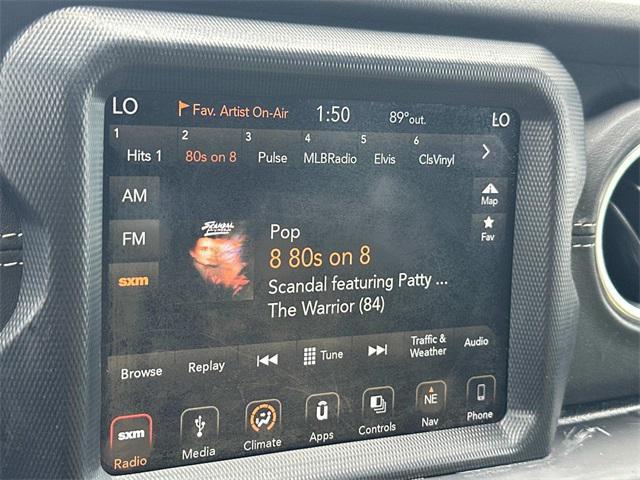 LO Fav. Artist On-Air 1:50 89°out. LO
1 2 3 4 5 6
Hits 1 80s on 8 Pulse MLBRadio Elvis ClsVinyl
AM
Map
FM
Fav
sxm
SCANDAL
Pop
8 80s on 8
Scandal featuring Patty ...
The Warrior (84)
Browse Replay Tune Traffic & Weather Audio
sxm NE
Radio Media Climate Apps Controls Nav Phone